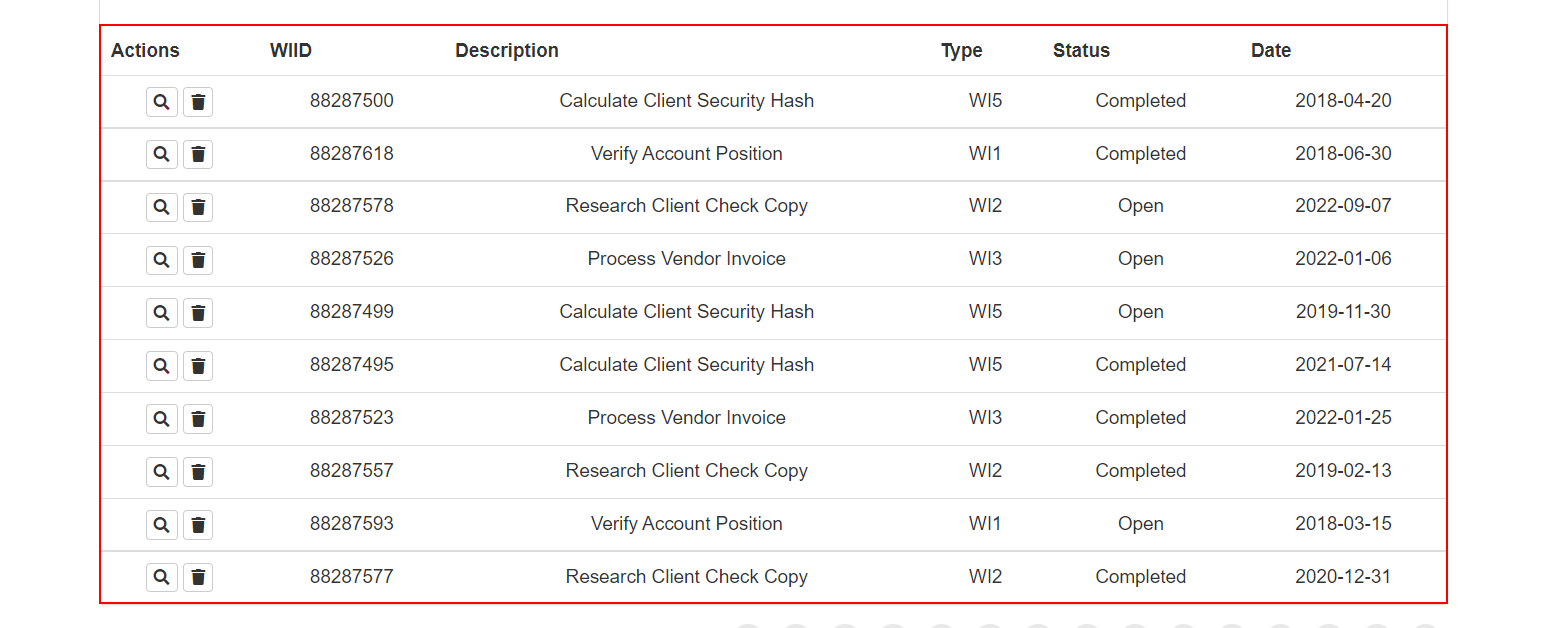 Actions WIID Description Type Status Date
88287500 Calculate Client Security Hash WI5 Completed 2018-04-20
88287618 Verify Account Position WI1 Completed 2018-06-30
88287578 Research Client Check Copy WI2 Open 2022-09-07
88287526 Process Vendor Invoice WI3 Open 2022-01-06
88287499 Calculate Client Security Hash WI5 Open 2019-11-30
88287495 Calculate Client Security Hash WI5 Completed 2021-07-14
88287523 Process Vendor Invoice WI3 Completed 2022-01-25
88287557 Research Client Check Copy WI2 Completed 2019-02-13
88287593 Verify Account Position WI1 Open 2018-03-15
88287577 Research Client Check Copy WI2 Completed 2020-12-31